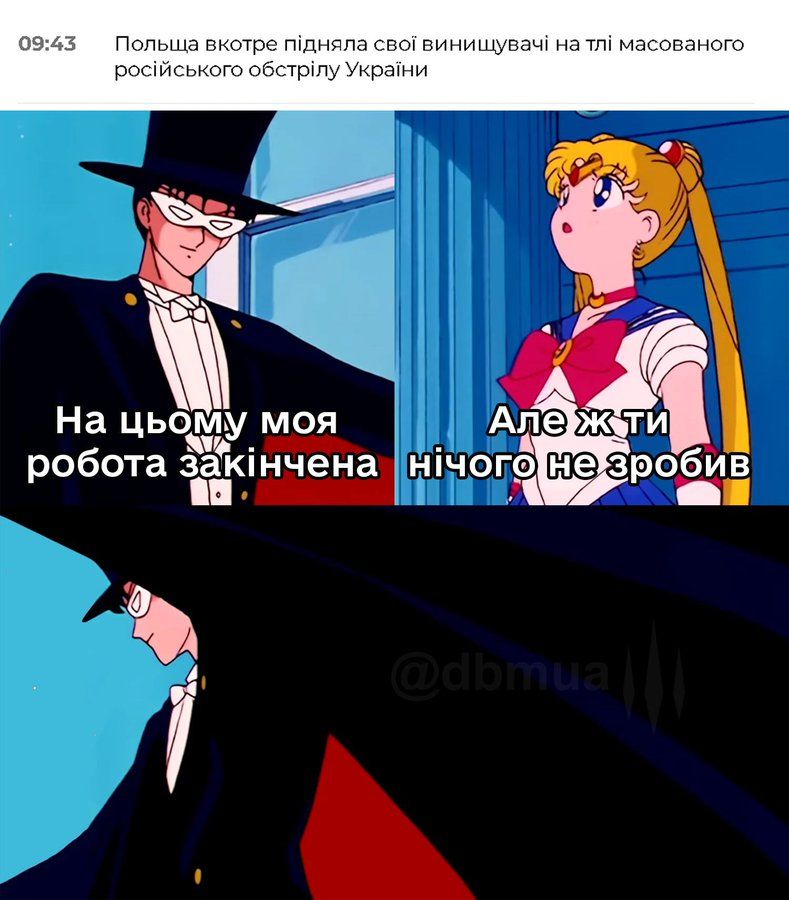 09:43 Польща вкотре підняла свої винищувачі на тлі масованого
російського обстрілу України
На цьому моя
робота закінчена
Але ж ти
нічого не зробив
@dbmua